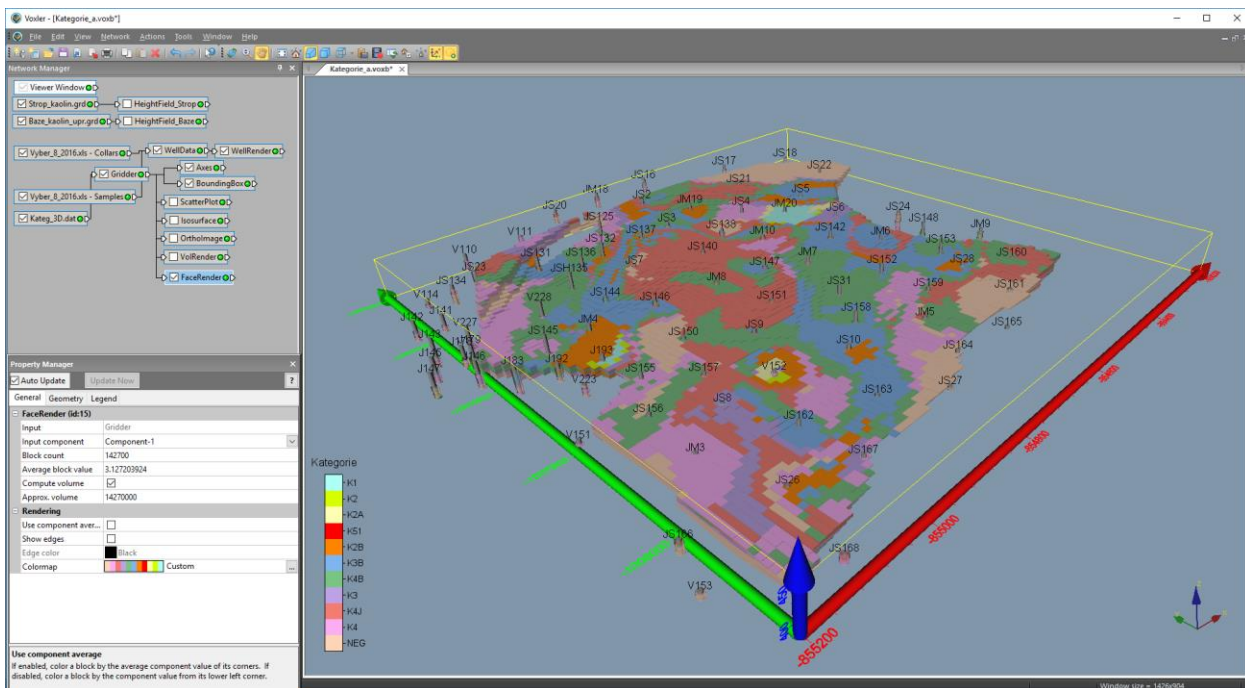 Voxler - [Kategorie_a.voxb*]
File Edit View Network Actions Tools Window Help
Network Manager
Kategorie_a.voxb*
Viewer Window
Strop_kaolin.grd HeightField_Strop
Baze_kaolin_upr.grd HeightField_Baze
Vyber_8_2016.xls - Collars WellData WellRender
Gridder Axes
BoundingBox
Vyber_8_2016.xls - Samples ScatterPlot
Kateg_3D.dat Isosurface
OrthoImage
VolRender
FaceRender
Property Manager
Auto Update Update Now ?
General Geometry Legend
FaceRender (id:15)
Input Gridder
Input component Component-1
Block count 142700
Average block value 3.127203924
Compute volume
Approx. volume 14270000
Rendering
Use component aver...
Show edges
Edge color Black
Colormap Custom ...
Use component average
If enabled, color a block by the average component value of its corners. If
disabled, color a block by the component value from its lower left corner.
JS18
JS17 JS22
JS16 JS21
JM18 JS2 JM19 JS4 JM20 JS5
JS20 JS125 JS3 JS6 JS24
V111 JS132 JS137 JS138 JM10 JS142 JM6 JS148 JM9
V110 JS131 JS136 JS140 JM7 JS153 JS160
JS23 JSH135 JS7 JS147 JS152 JS28
JS134 JM8 JS31 JS159 JS161
V114 V228 JS144 JS146 JS151 JS158 JM5 JS165
J142 J141 JM4 JS9
J143 V227 JS145 JS150 JS10 JS164
J145 J146 J183 J192 J193 JS155 JS157 V152 JS27
J147 V223 JS163
JS156 JS8 JS162
V151 JM3 JS167
JS26
JS166 JS168
V153
-854800
-855000
-855200
Kategorie
K1
K2
K2A
K51
K2B
K3B
K4B
K3
K4J
K4
NEG
Window size = 1426x904